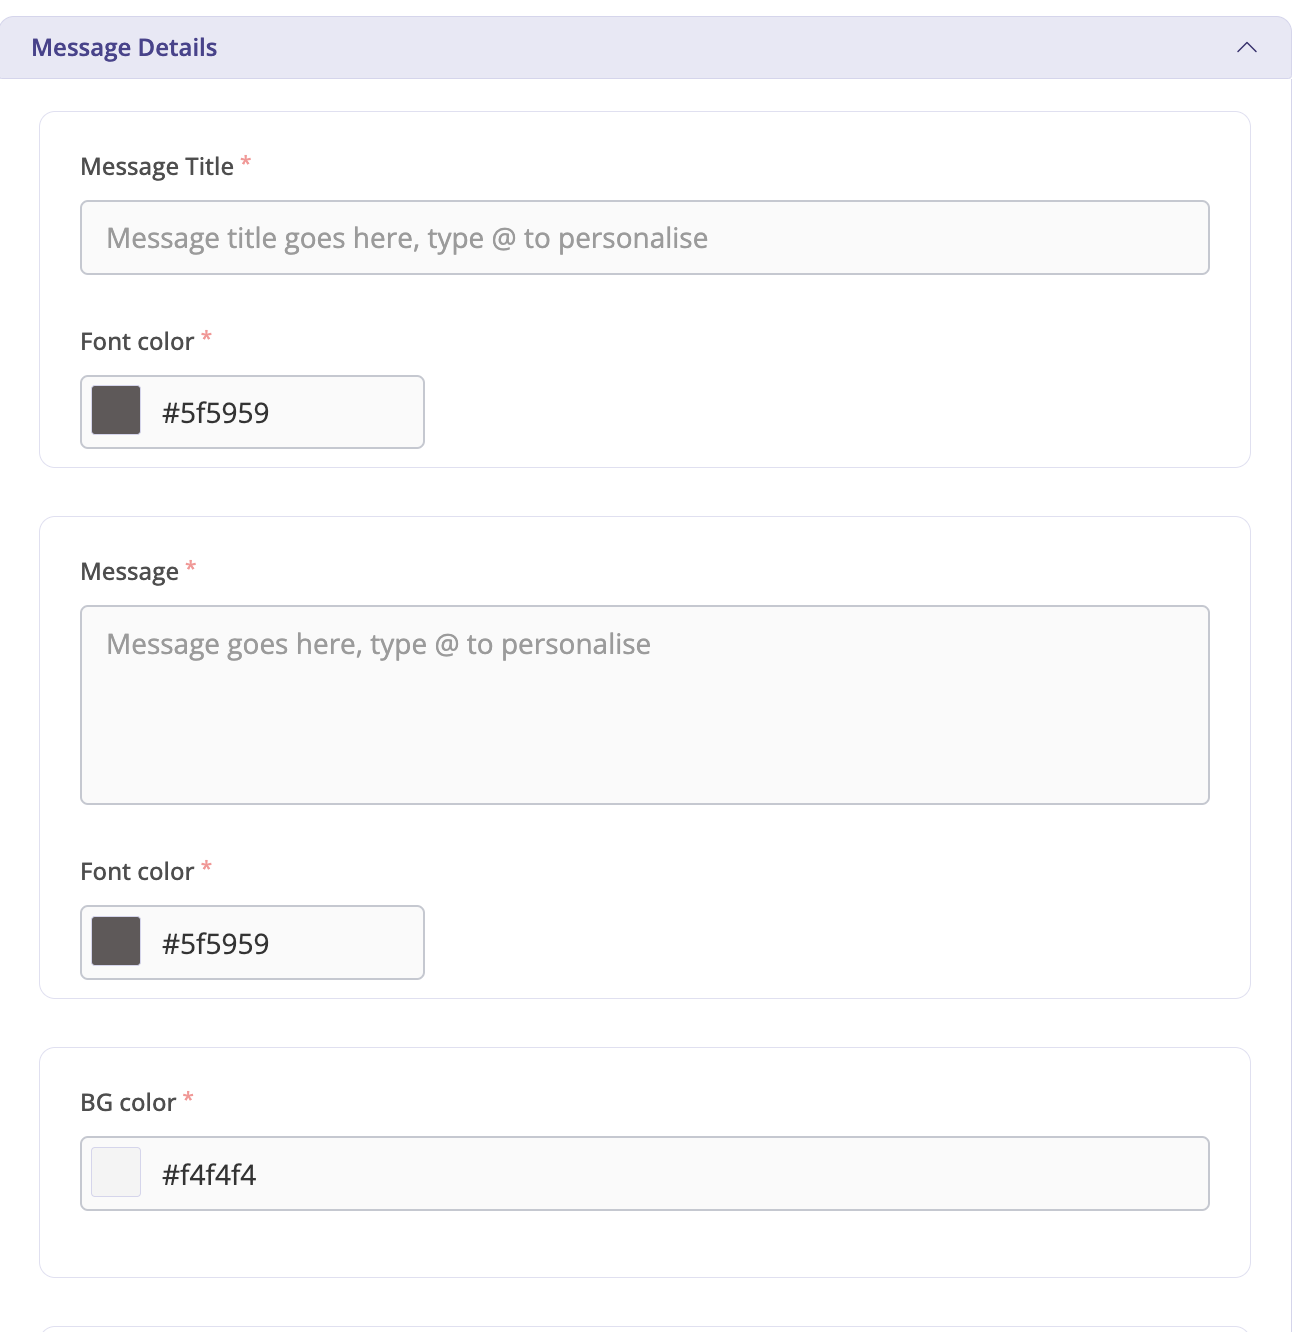 Message Details
Message Title *
Message title goes here, type @ to personalise
Font color *
#5f5959
Message *
Message goes here, type @ to personalise
Font color *
#5f5959
BG color *
#f4f4f4